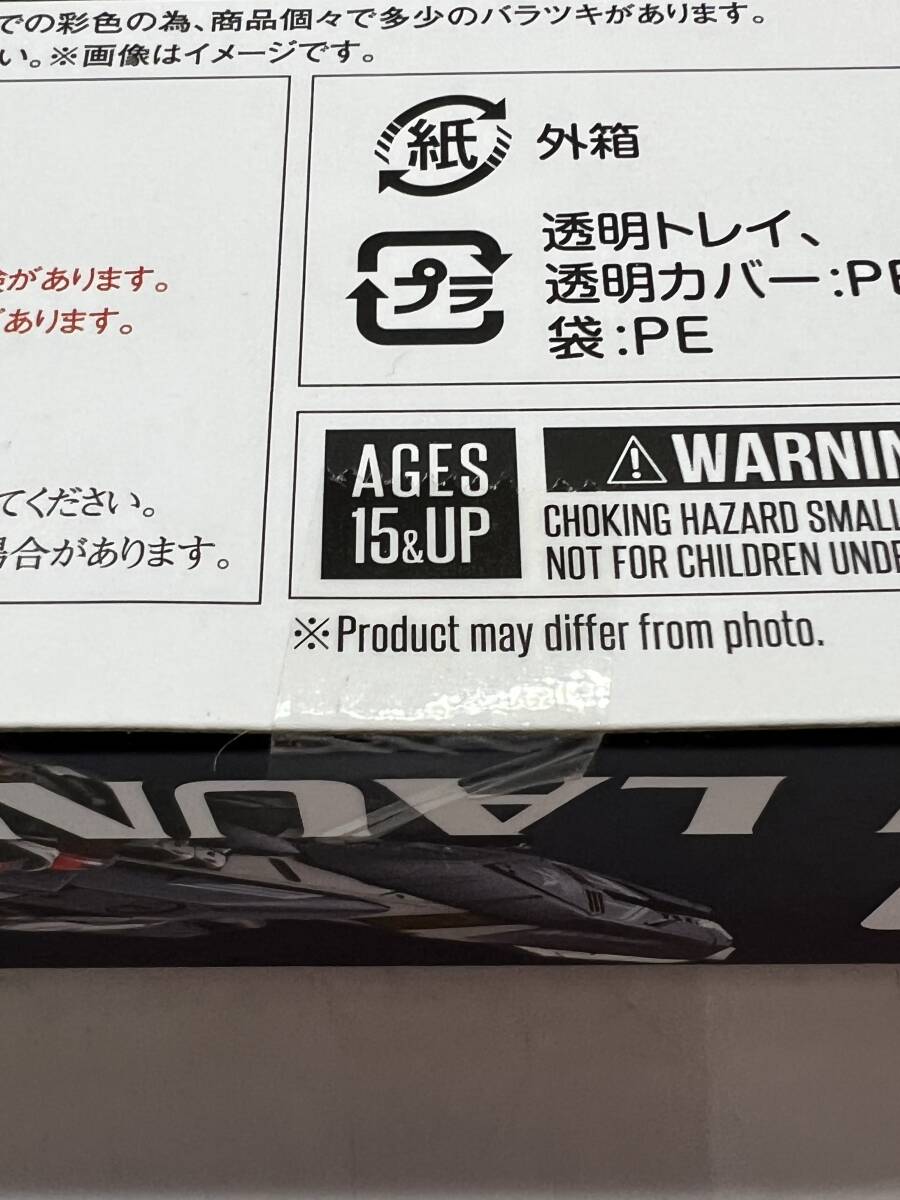 での彩色の為、商品個々で多少のバラツキがあります。
い。※画像はイメージです。
紙 外箱
プラ
透明トレイ、
透明カバー:PE
袋:PE
があります。
あります。
AGES
15&UP
WARNIN
CHOKING HAZARD SMALL
NOT FOR CHILDREN UNDE
てください。
場合があります。
※Product may differ from photo.
LAUN